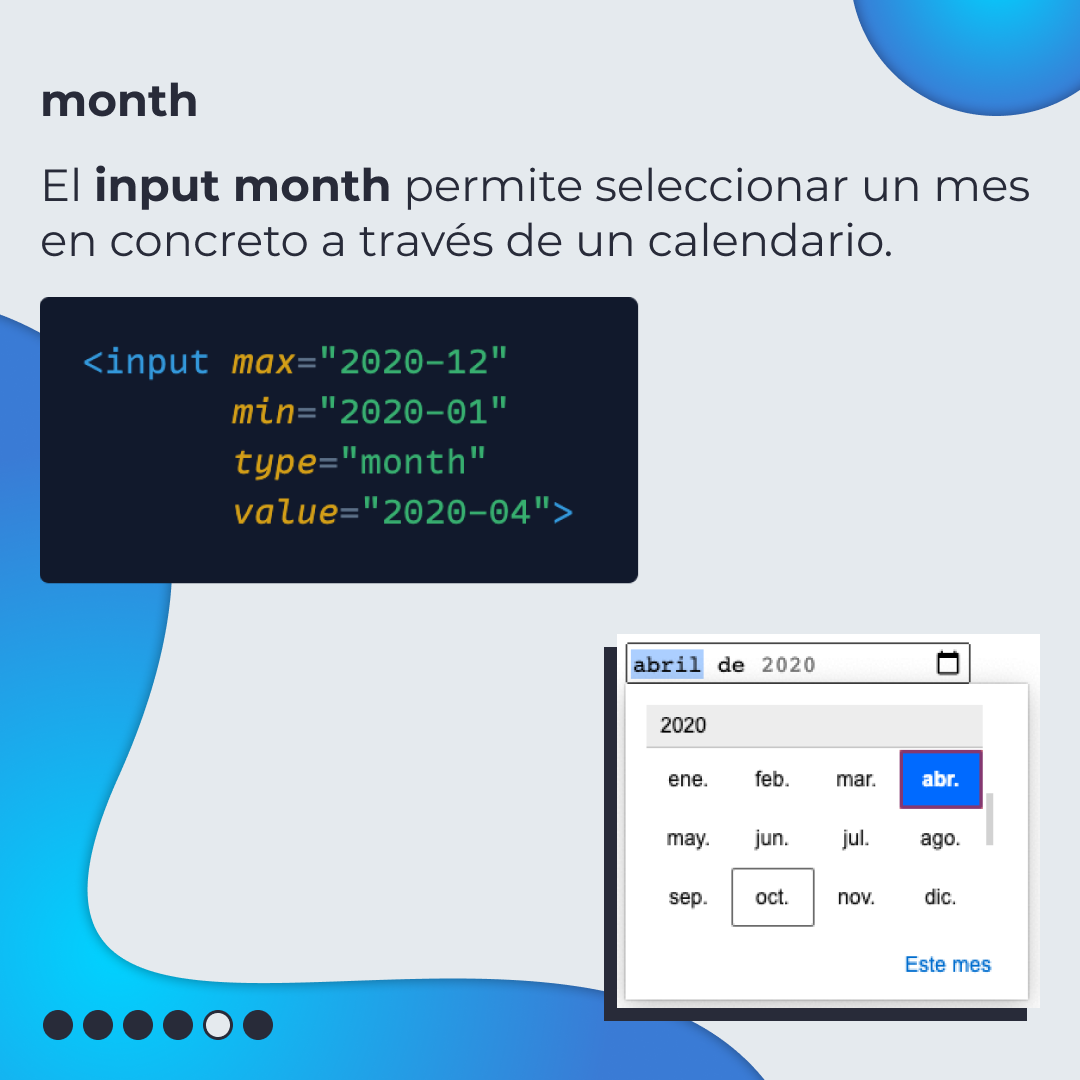 month
El input month permite seleccionar un mes
en concreto a través de un calendario.
<input max="2020-12"
min="2020-01"
type="month"
value="2020-04">
abril de 2020
2020
ene. feb. mar. abr.
may. jun. jul. ago.
sep. oct. nov. dic.
Este mes